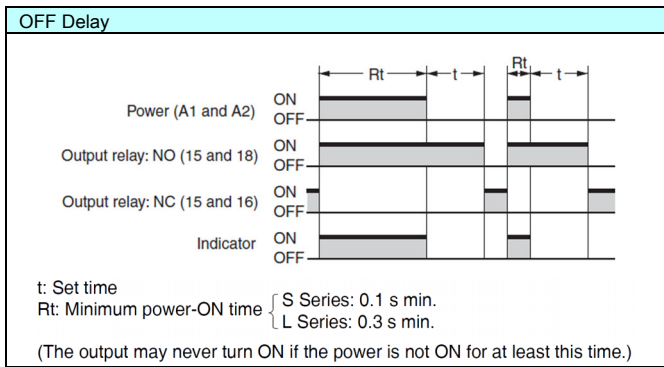 OFF Delay
Rt t Rt t
Power (A1 and A2) ON
OFF
Output relay: NO (15 and 18) ON
OFF
Output relay: NC (15 and 16) ON
OFF
Indicator ON
OFF
t: Set time
Rt: Minimum power-ON time
S Series: 0.1 s min.
L Series: 0.3 s min.
(The output may never turn ON if the power is not ON for at least this time.)